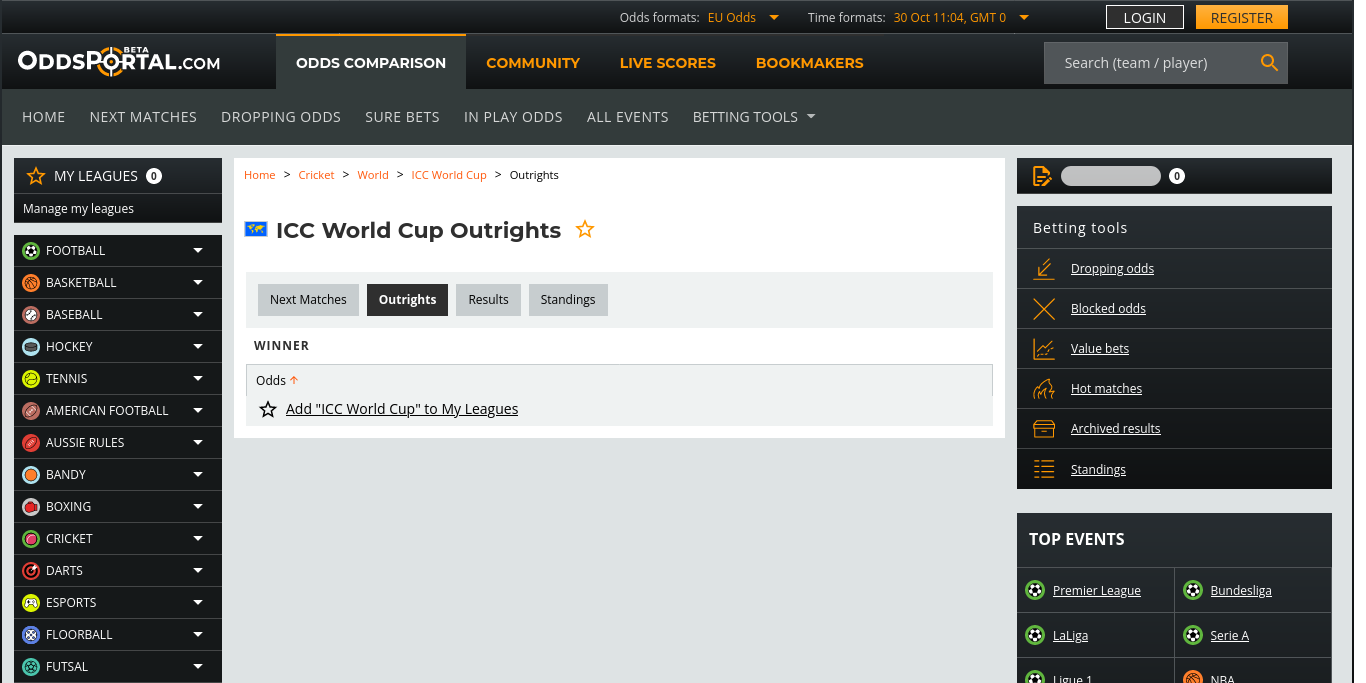 Odds formats: EU Odds Time formats: 30 Oct 11:04, GMT 0 LOGIN REGISTER
ODDSPORTAL.COM BETA
ODDS COMPARISON COMMUNITY LIVE SCORES BOOKMAKERS
Search (team / player)
HOME NEXT MATCHES DROPPING ODDS SURE BETS IN PLAY ODDS ALL EVENTS BETTING TOOLS
MY LEAGUES 0
Manage my leagues
FOOTBALL
BASKETBALL
BASEBALL
HOCKEY
TENNIS
AMERICAN FOOTBALL
AUSSIE RULES
BANDY
BOXING
CRICKET
DARTS
ESPORTS
FLOORBALL
FUTSAL
Home > Cricket > World > ICC World Cup > Outrights
ICC World Cup Outrights
Next Matches Outrights Results Standings
WINNER
Odds
Add "ICC World Cup" to My Leagues
0
Betting tools
Dropping odds
Blocked odds
Value bets
Hot matches
Archived results
Standings
TOP EVENTS
Premier League Bundesliga
LaLiga Serie A
Ligue 1 NBA